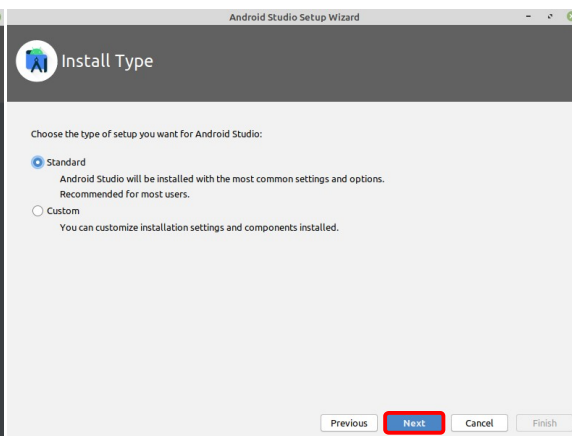 Android Studio Setup Wizard
Install Type
Choose the type of setup you want for Android Studio:
Standard
Android Studio will be installed with the most common settings and options.
Recommended for most users.
Custom
You can customize installation settings and components installed.
Previous Next Cancel Finish